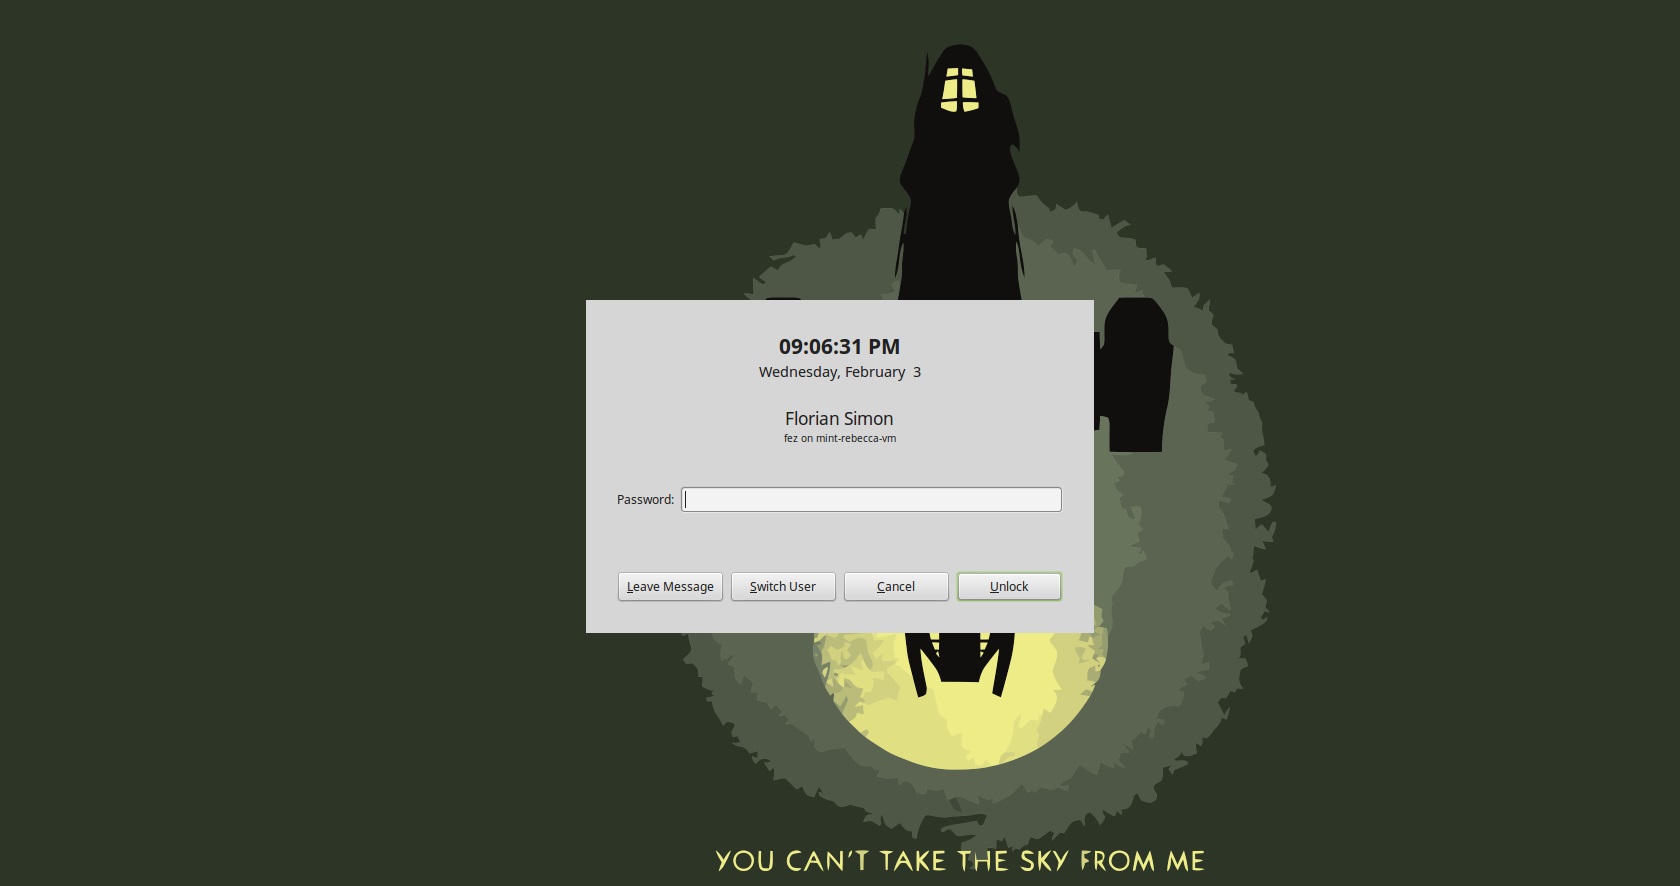 09:06:31 PM
Wednesday, February  3
Florian Simon
fez on mint-rebecca-vm
Password:
Leave Message
Switch User
Cancel
Unlock
YOU CAN'T TAKE THE SKY FROM ME